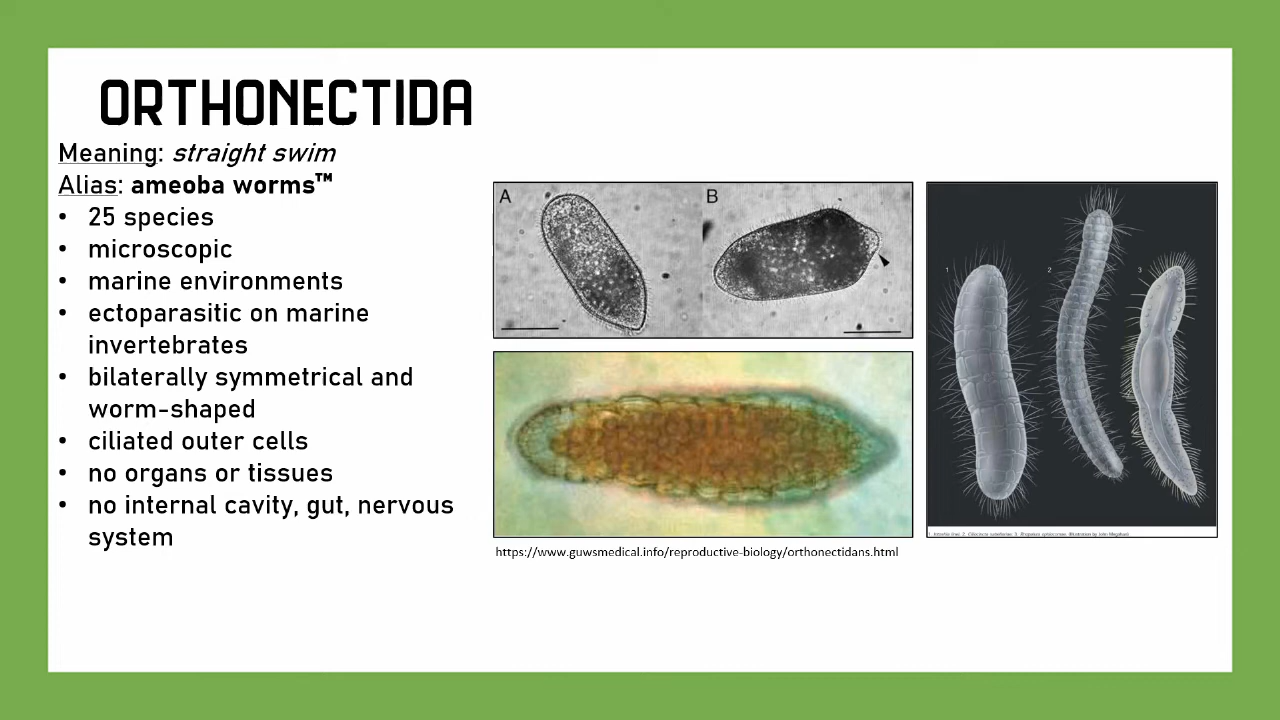 ORTHONECTIDA
Meaning: straight swim
Alias: ameoba worms™
• 25 species
• microscopic
• marine environments
• ectoparasitic on marine
invertebrates
• bilaterally symmetrical and
worm-shaped
• ciliated outer cells
• no organs or tissues
• no internal cavity, gut, nervous
system
A
B
1
2
3
https://www.guwsmedical.info/reproductive-biology/orthonectidans.html